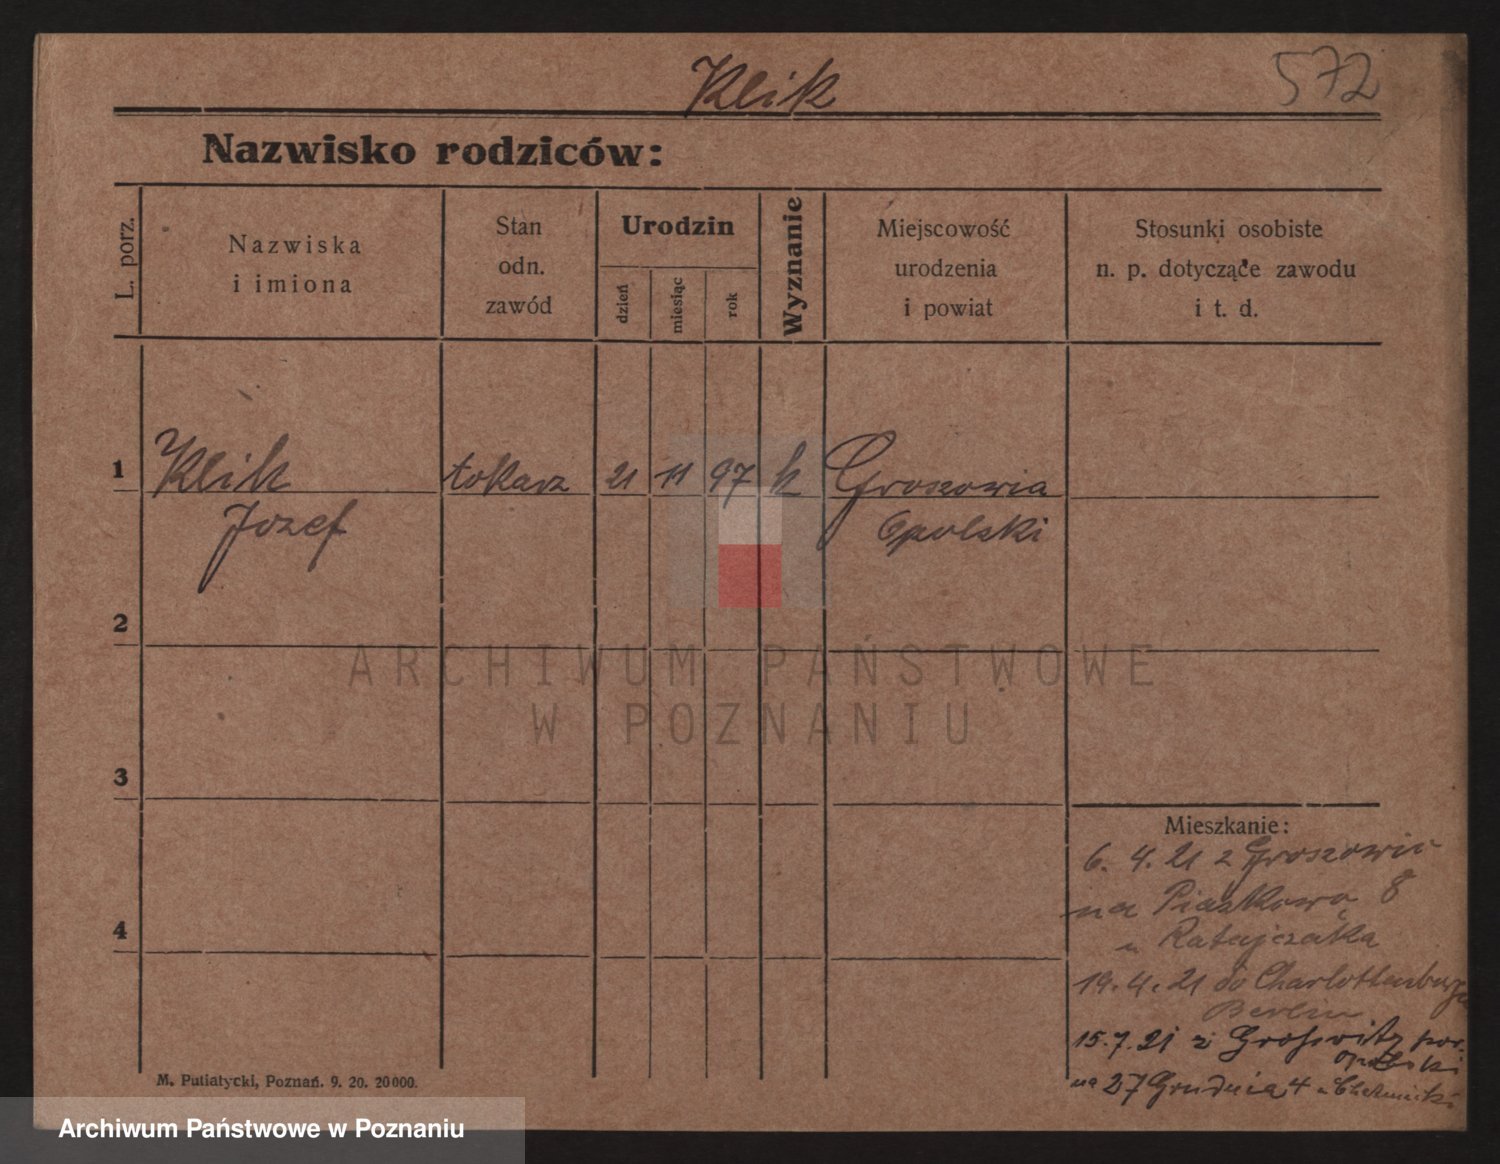 Klik
572
Nazwisko rodziców:
L. porz.
Nazwiska
i imiona
Stan
odn.
zawód
Urodzin
dzień
miesiąc
rok
Wyznanie
Miejscowość
urodzenia
i powiat
Stosunki osobiste
n. p. dotyczące zawodu
i t. d.
1
Klik
tokarz
21
11
97
k
Groszowia
Jozef
Opolski
2
ARCHIWUM PAŃSTWOWE
W POZNANIU
3
Mieszkanie:
6. 4. 21 z Groszowic
na Piaskową 8
u Ratajczaka
4
19. 4. 21 do Charlottenburga
Berlin
15. 7. 21 z Groschowitz pow.
opolski
na 27 Grudnia 4 u
M. Putiatycki, Poznań. 9. 20. 20000.
Archiwum Państwowe w Poznaniu